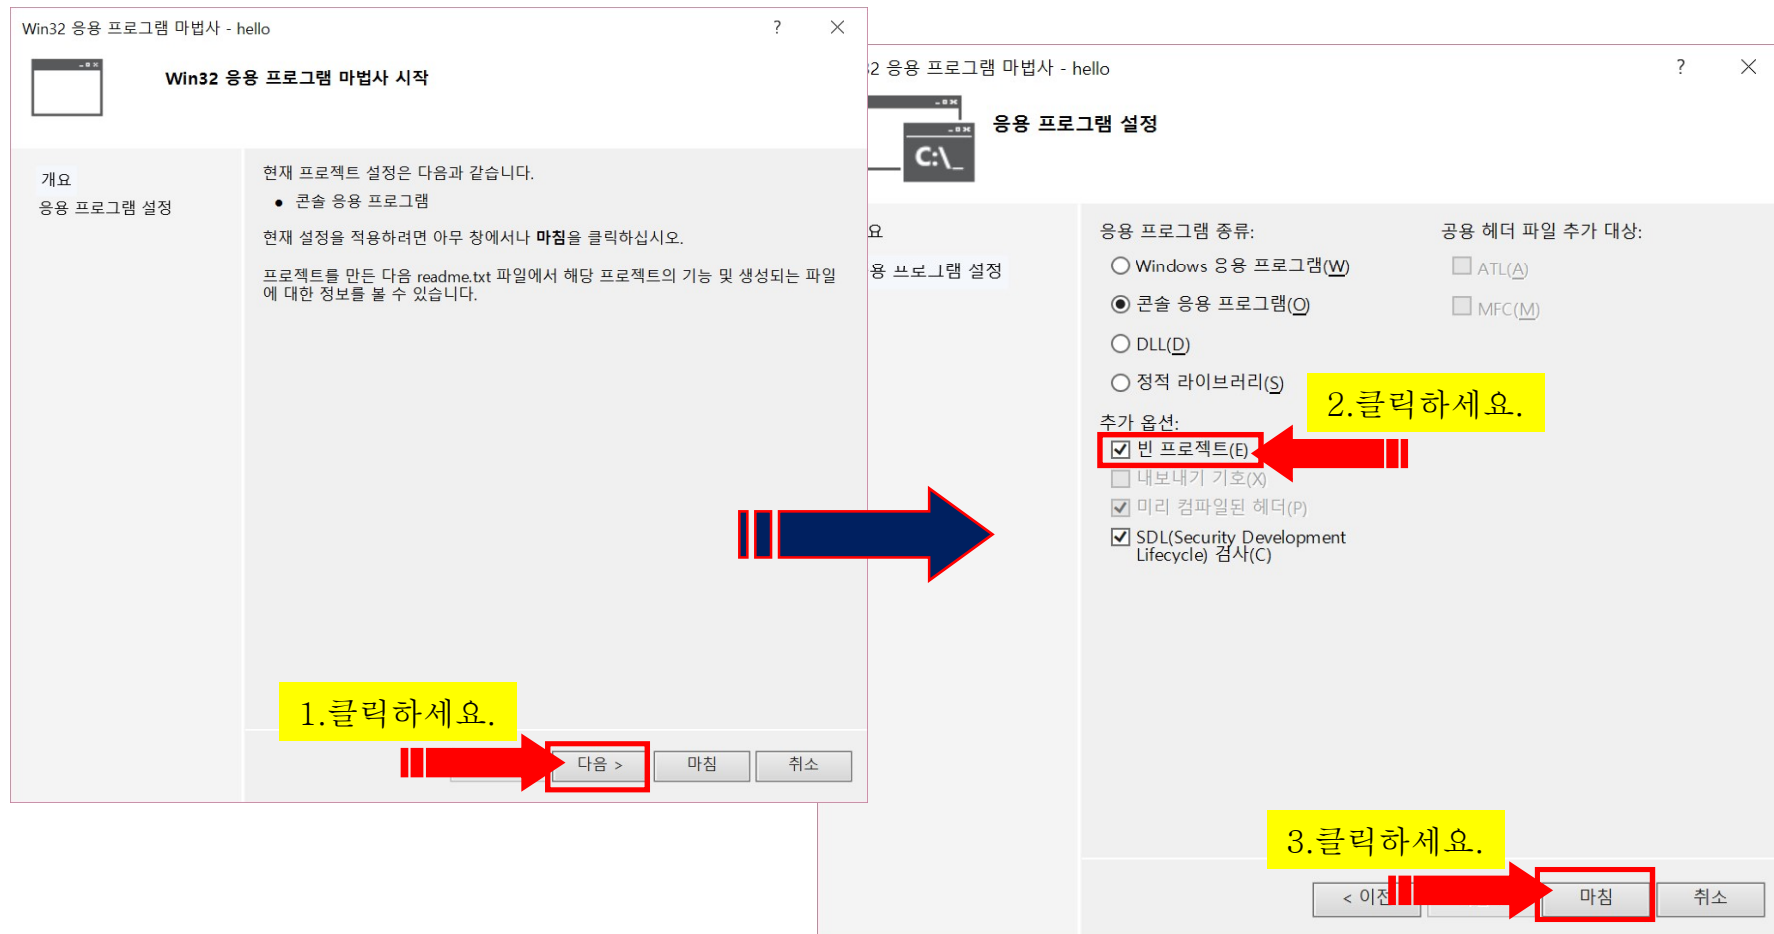 Win32 응용 프로그램 마법사 - hello
Win32 응용 프로그램 마법사 시작
개요
응용 프로그램 설정
현재 프로젝트 설정은 다음과 같습니다.
● 콘솔 응용 프로그램
현재 설정을 적용하려면 아무 창에서나 마침을 클릭하십시오.
프로젝트를 만든 다음 readme.txt 파일에서 해당 프로젝트의 기능 및 생성되는 파일
에 대한 정보를 볼 수 있습니다.
1.클릭하세요.
다음 >
마침
취소
2 응용 프로그램 마법사 - hello
C:\_
응용 프로그램 설정
요
용 프로그램 설정
응용 프로그램 종류:
Windows 응용 프로그램(W)
콘솔 응용 프로그램(O)
DLL(D)
정적 라이브러리(S)
공용 헤더 파일 추가 대상:
ATL(A)
MFC(M)
2.클릭하세요.
추가 옵션:
빈 프로젝트(E)
내보내기 기호(X)
미리 컴파일된 헤더(P)
SDL(Security Development
Lifecycle) 검사(C)
3.클릭하세요.
< 이전
마침
취소